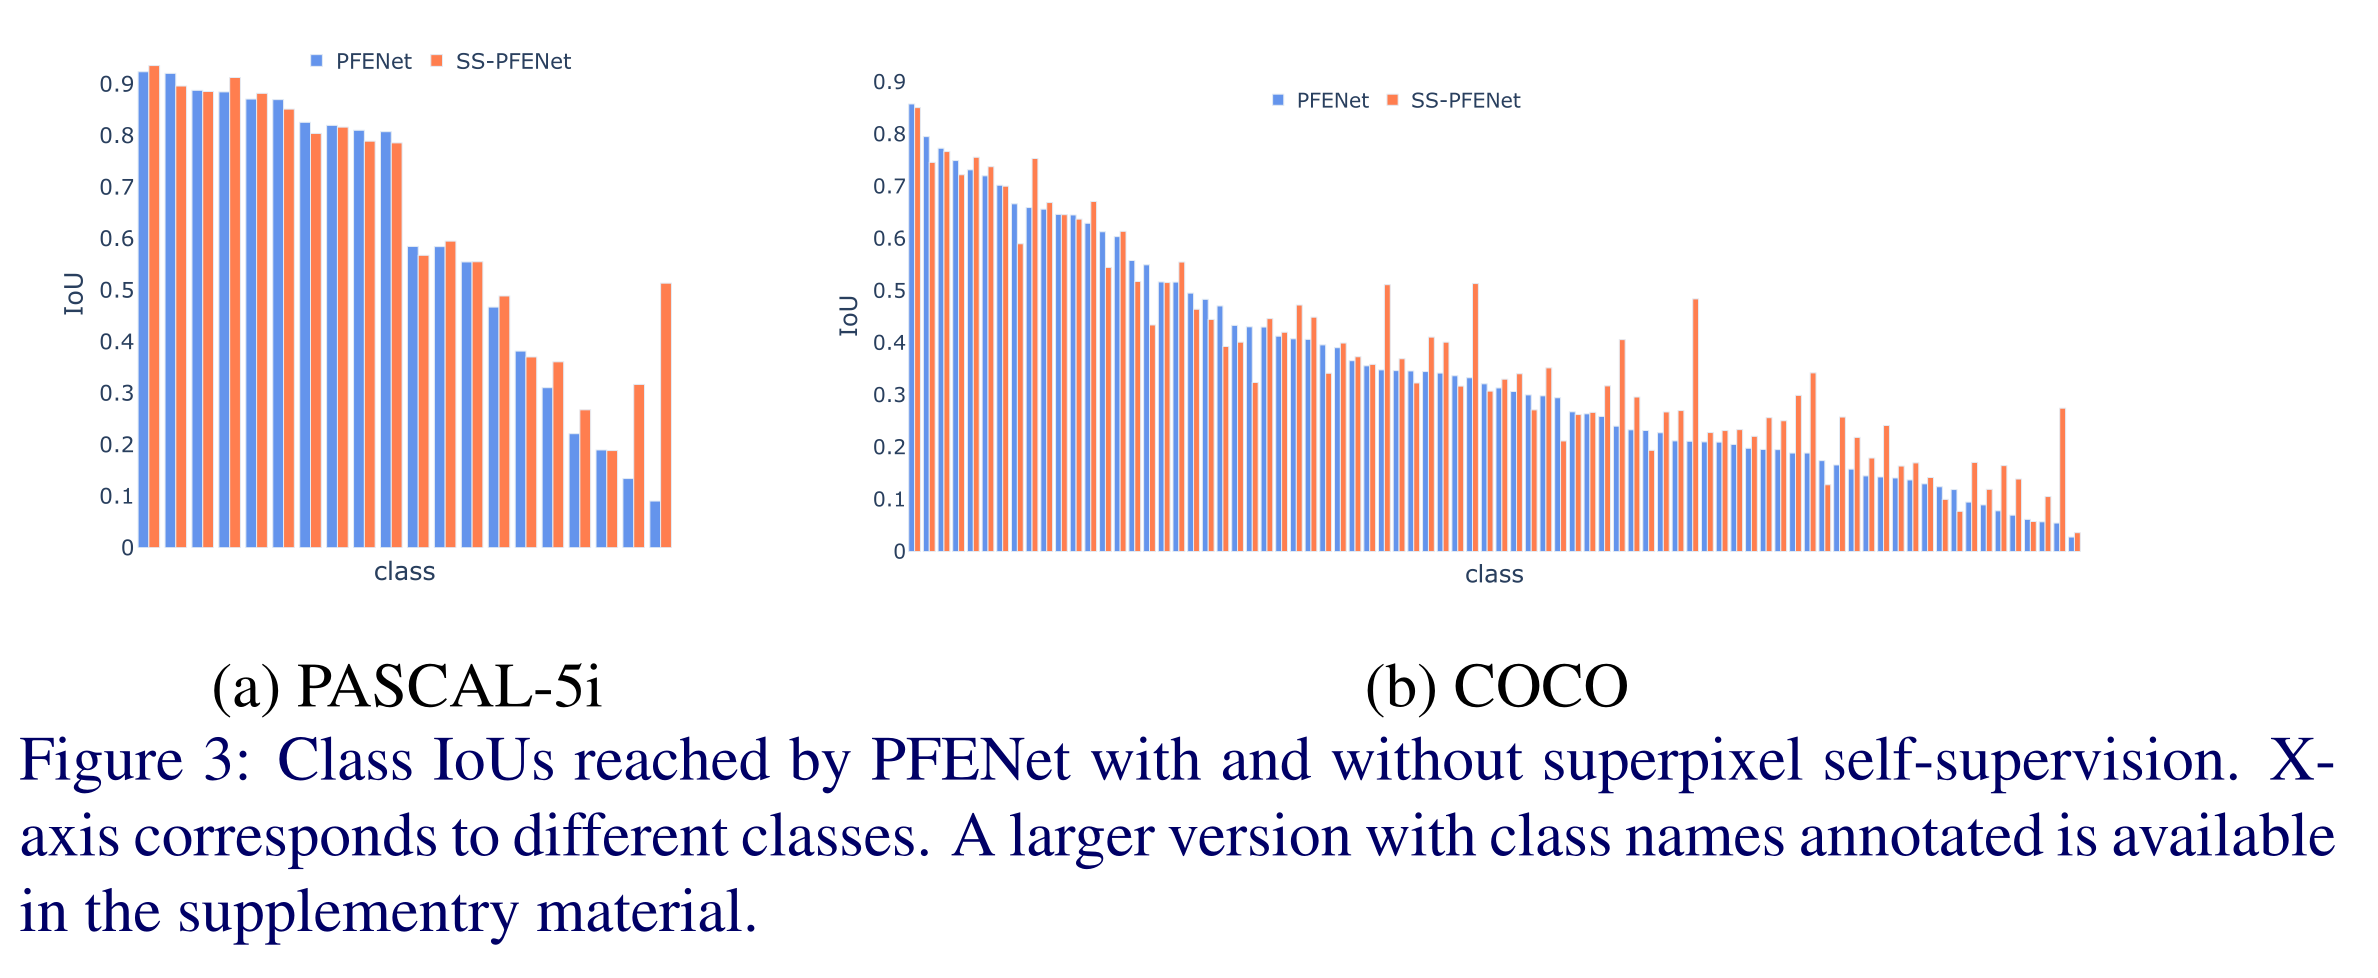 PFENet SS-PFENet
0.9
0.8
0.7
0.6
0.5
0.4
0.3
0.2
0.1
0
IoU
class
PFENet SS-PFENet
0.9
0.8
0.7
0.6
0.5
0.4
0.3
0.2
0.1
0
IoU
class
(a) PASCAL-5i
(b) COCO
Figure 3: Class IoUs reached by PFENet with and without superpixel self-supervision. X-
axis corresponds to different classes. A larger version with class names annotated is available
in the supplementry material.